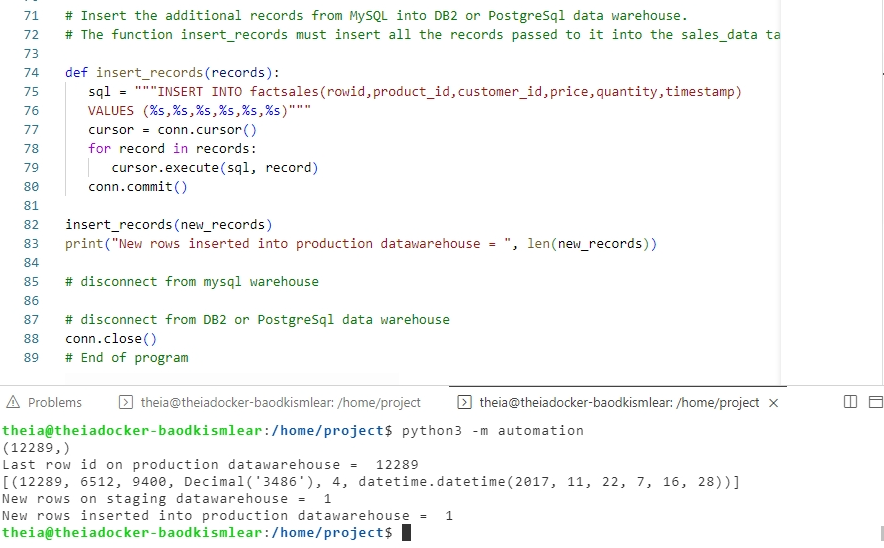 71 # Insert the additional records from MySQL into DB2 or PostgreSql data warehouse.
72 # The function insert_records must insert all the records passed to it into the sales_data ta
73
74 def insert_records(records):
75 sql = """INSERT INTO factsales(rowid,product_id,customer_id,price,quantity,timestamp)
76 VALUES (%s,%s,%s,%s,%s,%s)"""
77 cursor = conn.cursor()
78 for record in records:
79 cursor.execute(sql, record)
80 conn.commit()
81
82 insert_records(new_records)
83 print("New rows inserted into production datawarehouse = ", len(new_records))
84
85 # disconnect from mysql warehouse
86
87 # disconnect from DB2 or PostgreSql data warehouse
88 conn.close()
89 # End of program
Problems theia@theiadocker-baodkismlear: /home/project theia@theiadocker-baodkismlear: /home/project
theia@theiadocker-baodkismlear:/home/project$ python3 -m automation
(12289,)
Last row id on production datawarehouse =  12289
[(12289, 6512, 9400, Decimal('3486'), 4, datetime.datetime(2017, 11, 22, 7, 16, 28))]
New rows on staging datawarehouse =  1
New rows inserted into production datawarehouse =  1
theia@theiadocker-baodkismlear:/home/project$